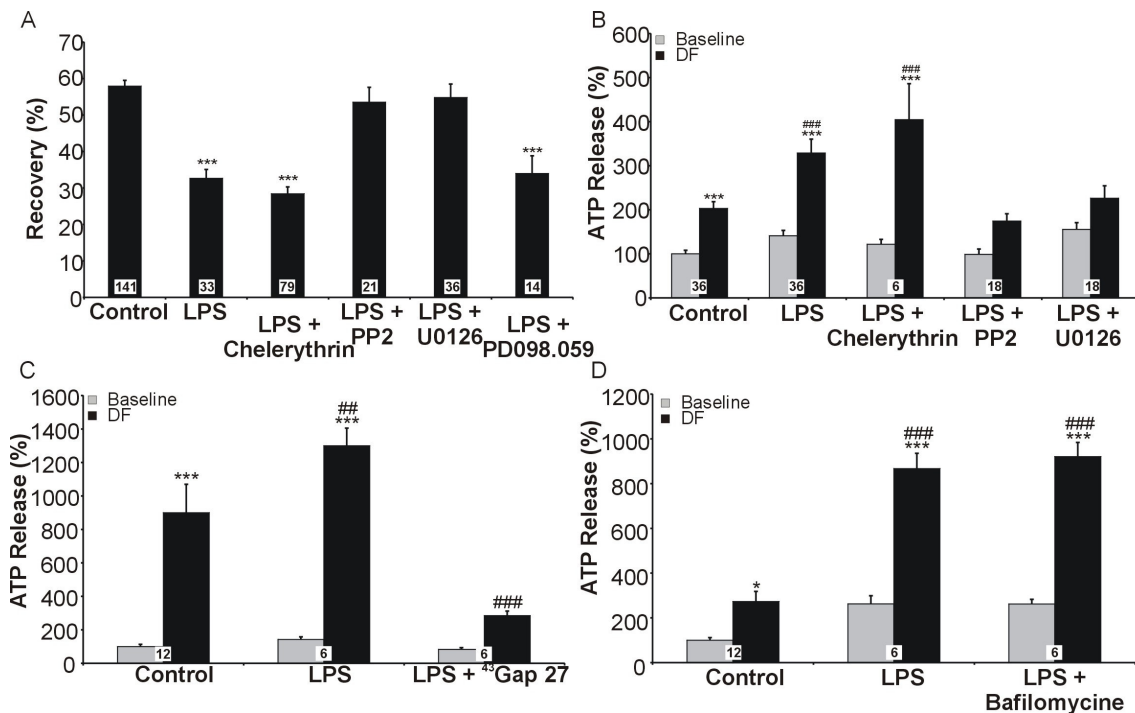 A
Recovery (%)
70
60
50
40
30
20
10
0
***
***
***
141
33
79
21
36
14
Control
LPS
LPS +
Chelerythrin
LPS +
PP2
LPS +
U0126
LPS +
PD098.059
B
Baseline
DF
ATP Release (%)
600
500
400
300
200
100
0
***
###
***
###
***
36
36
6
18
18
Control
LPS
LPS +
Chelerythrin
LPS +
PP2
LPS +
U0126
C
Baseline
DF
ATP Release (%)
1600
1400
1200
1000
800
600
400
200
0
***
##
***
###
12
6
6
Control
LPS
LPS + 43Gap 27
D
Baseline
DF
ATP Release (%)
1200
1000
800
600
400
200
0
*
###
***
###
***
12
6
6
Control
LPS
LPS +
Bafilomycine